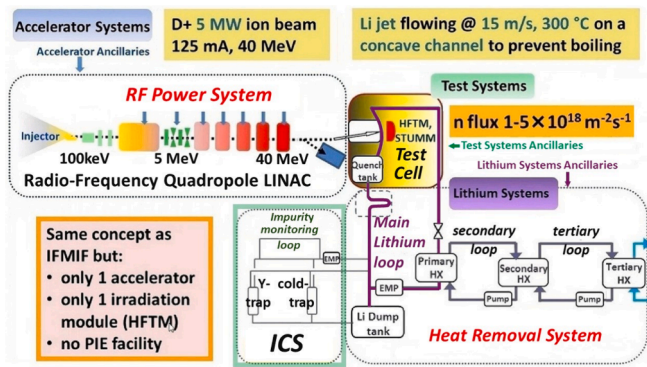 Accelerator Systems
Accelerator Ancillaries
D+ 5 MW ion beam
125 mA, 40 MeV
Li jet flowing @ 15 m/s, 300 °C on a
concave channel to prevent boiling
RF Power System
Injector
100keV
5 MeV
40 MeV
Radio-Frequency Quadropole LINAC
HFTM,
STUMM
Test
Cell
Quench
tank
Test Systems
n flux 1-5×10¹⁸ m⁻²s⁻¹
Test Systems Ancillaries
Lithium Systems Ancillaries
Lithium Systems
Same concept as
IFMIF but:
• only 1 accelerator
• only 1 irradiation
module (HFTM)
• no PIE facility
Impurity
monitoring
loop
EMP
Y-
trap
cold-
trap
ICS
Main
Lithium
loop
EMP
Li Dump
tank
Primary
HX
secondary
loop
Pump
Secondary
HX
tertiary
loop
Pump
Tertiary
HX
Heat Removal System